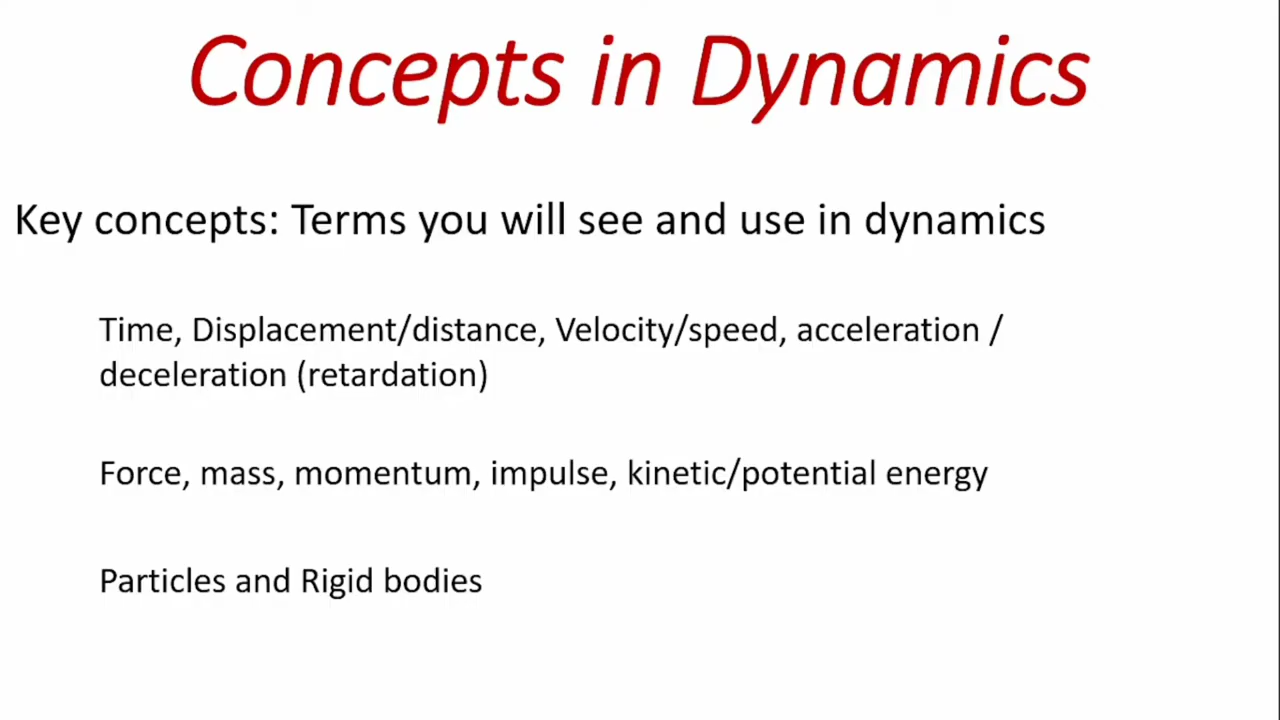 Concepts in Dynamics
Key concepts: Terms you will see and use in dynamics
Time, Displacement/distance, Velocity/speed, acceleration /
deceleration (retardation)
Force, mass, momentum, impulse, kinetic/potential energy
Particles and Rigid bodies